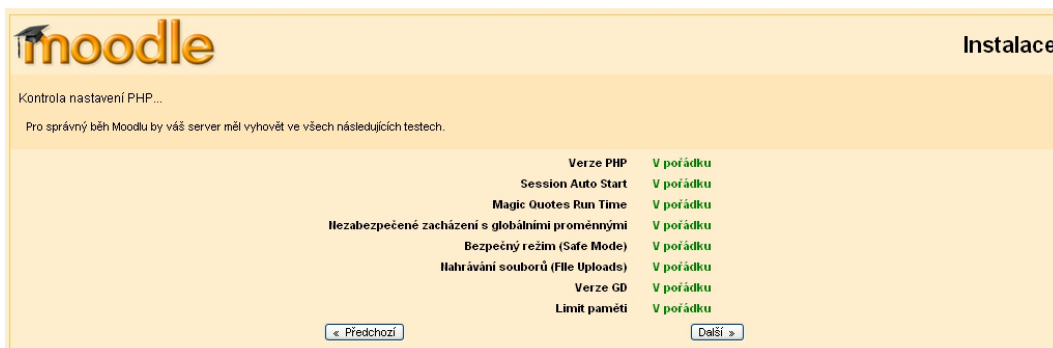 moodle
Instalace
Kontrola nastavení PHP...
Pro správný běh Moodlu by váš server měl vyhovět ve všech následujících testech.
Verze PHP V pořádku
Session Auto Start V pořádku
Magic Quotes Run Time V pořádku
Nezabezpečené zacházení s globálními proměnnými V pořádku
Bezpečný režim (Safe Mode) V pořádku
Nahrávání souborů (FIle Uploads) V pořádku
Verze GD V pořádku
Limit paměti V pořádku
« Předchozí Další »